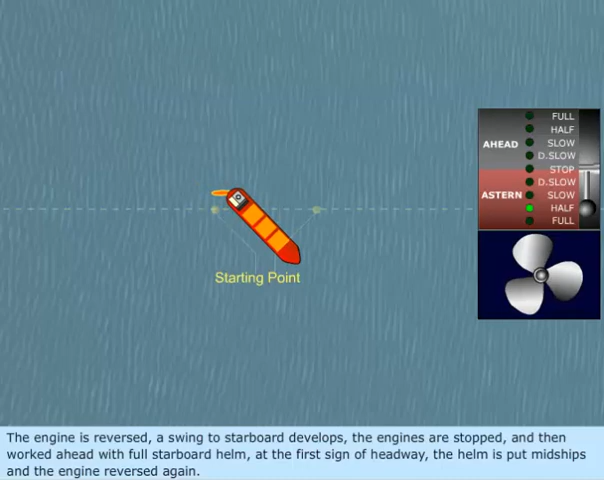 FULL
HALF
AHEAD
SLOW
D.SLOW
STOP
D.SLOW
ASTERN
SLOW
HALF
FULL
Starting Point
The engine is reversed, a swing to starboard develops, the engines are stopped, and then
worked ahead with full starboard helm, at the first sign of headway, the helm is put midships
and the engine reversed again.